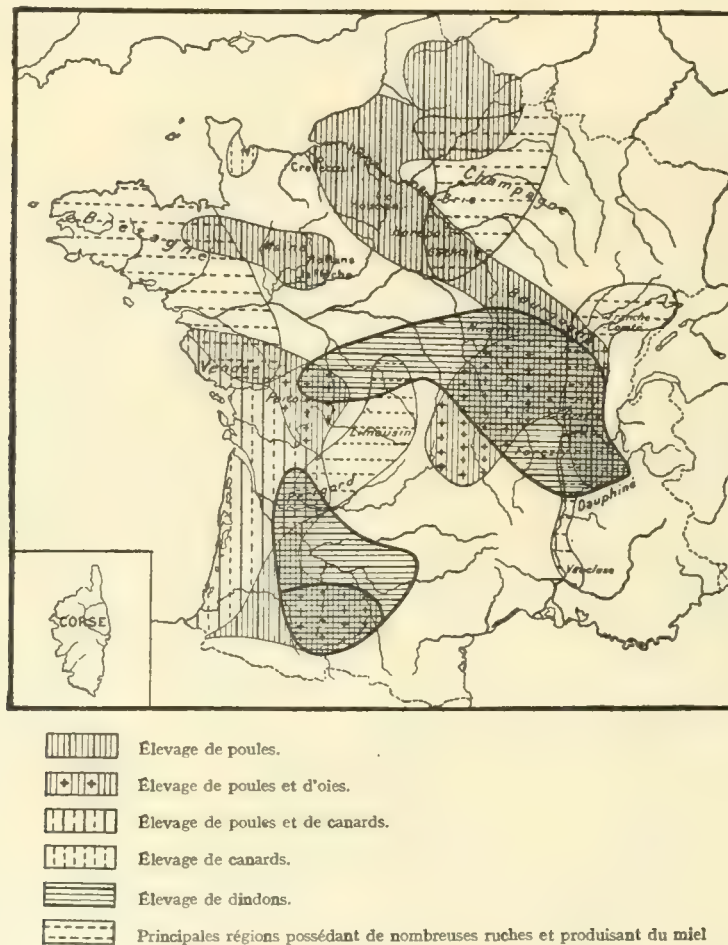 Crèvecœur
Champagne
Brie
Bretagne
Maine
Bourgogne
Franche
Comté
Vendée
Poitou
Limousin
Forez
Périgord
Dauphiné
Vaucluse
CORSE
Élevage de poules.
Élevage de poules et d'oies.
Élevage de poules et de canards.
Élevage de canards.
Élevage de dindons.
Principales régions possédant de nombreuses ruches et produisant du miel